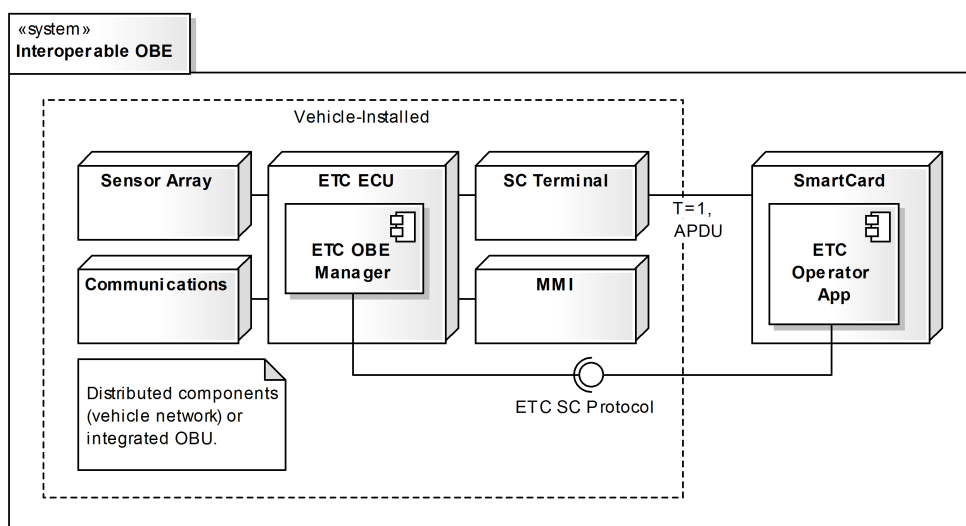 «system»
Interoperable OBE
Vehicle-Installed
Sensor Array
ETC ECU
SC Terminal
SmartCard
T=1,
APDU
ETC OBE
Manager
ETC
Operator
App
Communications
MMI
Distributed components
(vehicle network) or
integrated OBU.
ETC SC Protocol